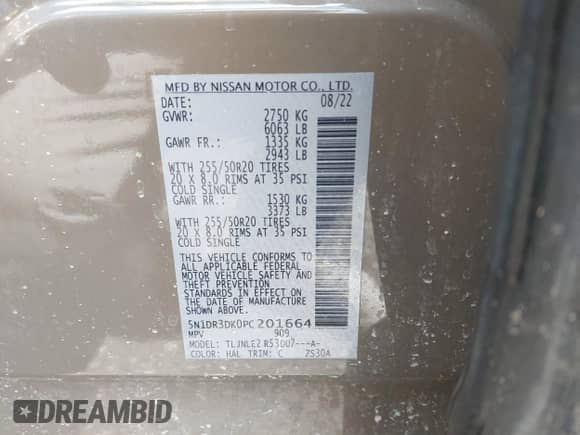 MFD BY NISSAN MOTOR CO., LTD.
DATE: 08/22
GVWR: 2750 KG
6063 LB
GAWR FR.: 1335 KG
2943 LB
WITH 255/50R20 TIRES
20 X 8.0 RIMS AT 35 PSI
COLD SINGLE
GAWR RR.: 1530 KG
3373 LB
WITH 255/50R20 TIRES
20 X 8.0 RIMS AT 35 PSI
COLD SINGLE
THIS VEHICLE CONFORMS TO
ALL APPLICABLE FEDERAL
MOTOR VEHICLE SAFETY AND
THEFT PREVENTION
STANDARDS IN EFFECT ON
THE DATE OF MANUFACTURE
SHOWN ABOVE.
5N1DR3DK0PC201664
MPV 909
MODEL: TLJNLEZ R53007---A-
COLOR: HAL TRIM: C 7S30A
DREAMBID